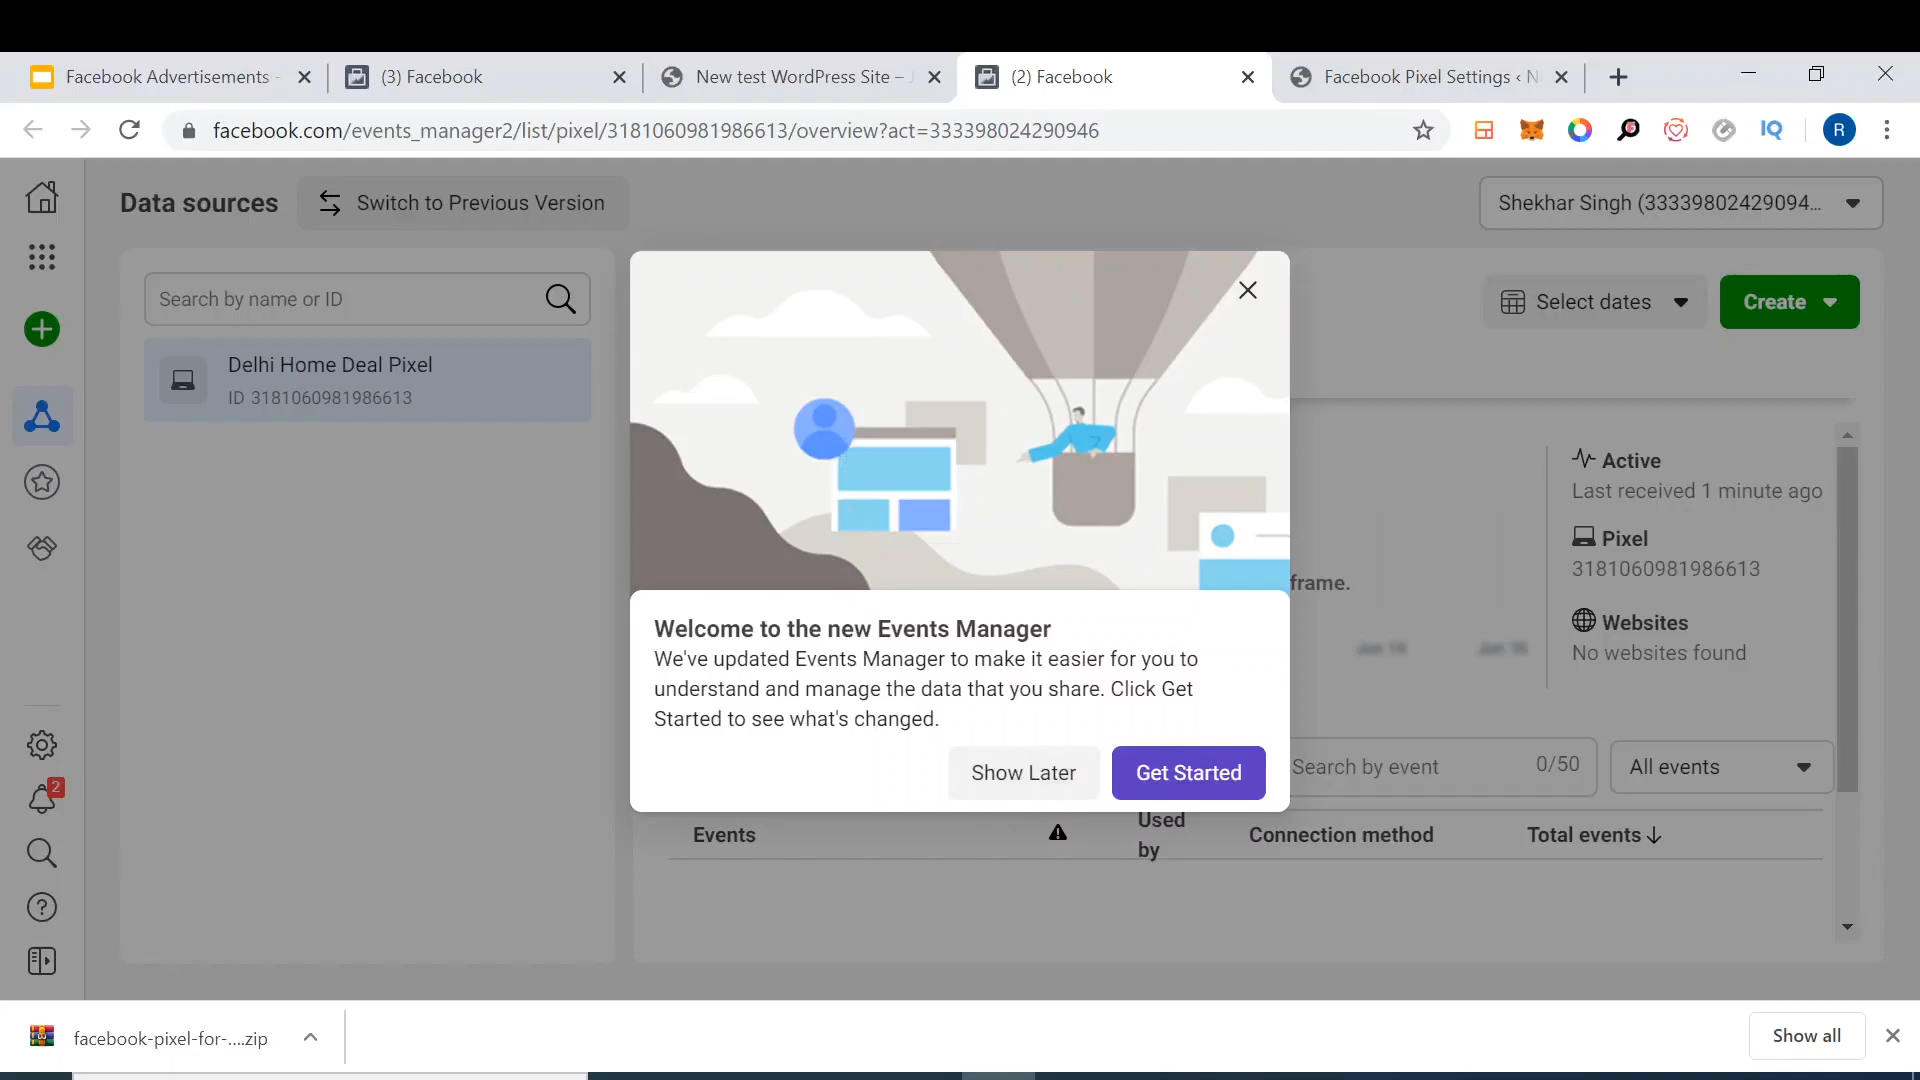 Facebook Advertisements -
(3) Facebook
New test WordPress Site –
(2) Facebook
Facebook Pixel Settings ‹ N
facebook.com/events_manager2/list/pixel/3181060981986613/overview?act=333398024290946
IQ
R
Data sources
Switch to Previous Version
Shekhar Singh (33339802429094...
Search by name or ID
Select dates
Create
Delhi Home Deal Pixel
ID 3181060981986613
Active
Last received 1 minute ago
Pixel
3181060981986613
frame.
Websites
No websites found
Jan 14
Jan 16
Welcome to the new Events Manager
We've updated Events Manager to make it easier for you to
understand and manage the data that you share. Click Get
Started to see what's changed.
Show Later
Get Started
Search by event
0/50
All events
2
Events
Used
by
Connection method
Total events
facebook-pixel-for-....zip
Show all